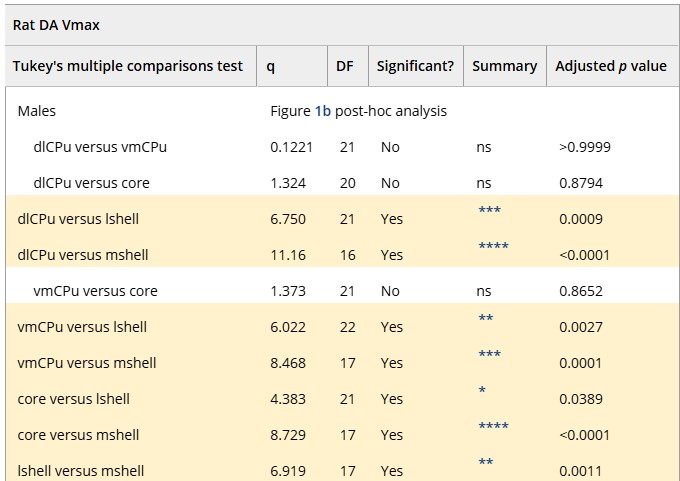 Rat DA Vmax
Tukey's multiple comparisons test q DF Significant? Summary Adjusted p value
Males Figure 1b post-hoc analysis
dlCPu versus vmCPu 0.1221 21 No ns >0.9999
dlCPu versus core 1.324 20 No ns 0.8794
dlCPu versus lshell 6.750 21 Yes *** 0.0009
dlCPu versus mshell 11.16 16 Yes **** <0.0001
vmCPu versus core 1.373 21 No ns 0.8652
vmCPu versus lshell 6.022 22 Yes ** 0.0027
vmCPu versus mshell 8.468 17 Yes *** 0.0001
core versus lshell 4.383 21 Yes * 0.0389
core versus mshell 8.729 17 Yes **** <0.0001
lshell versus mshell 6.919 17 Yes ** 0.0011